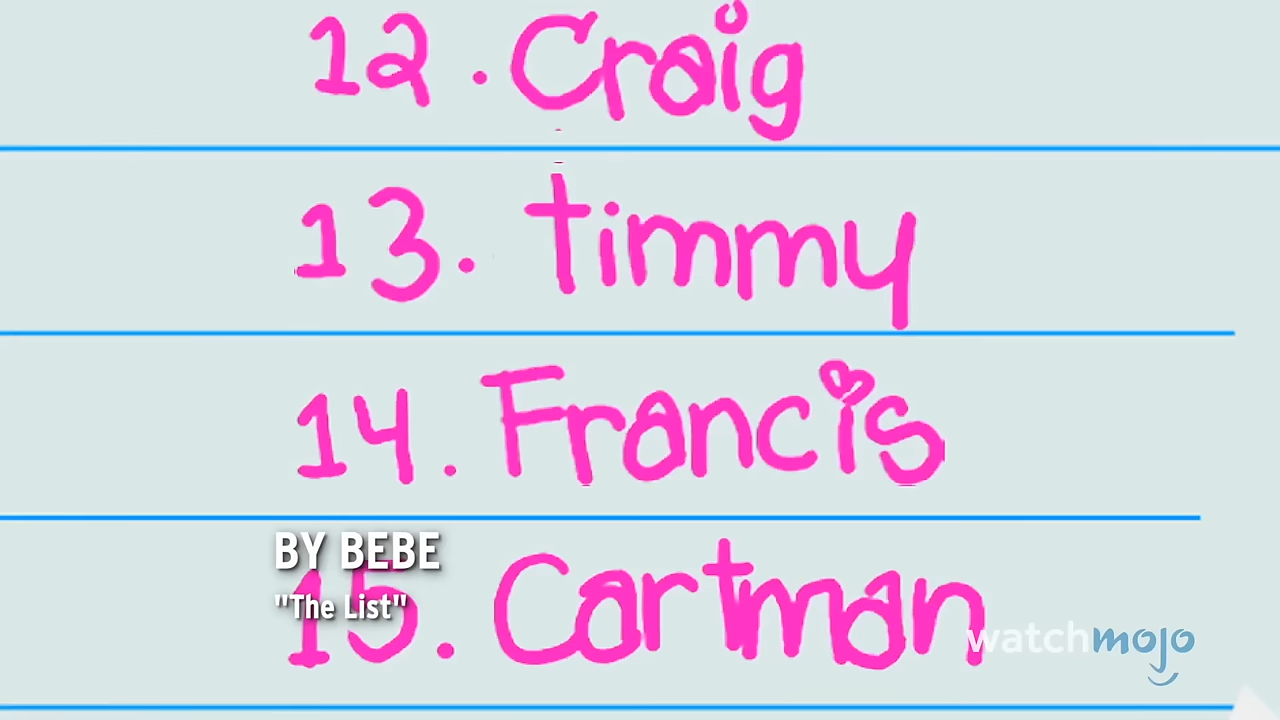 12. Craig
13. timmy
14. Francis
BY BEBE
"The List"
15. Cartman
watchmojo